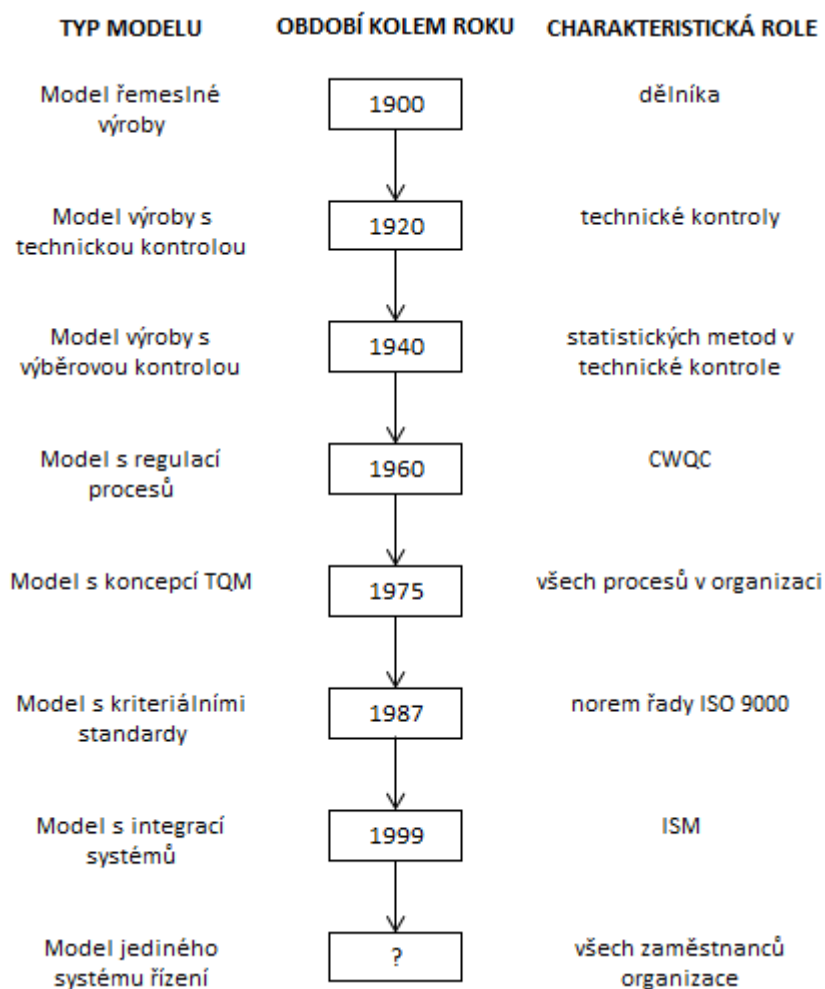 TYP MODELU OBDOBÍ KOLEM ROKU CHARAKTERISTICKÁ ROLE
Model řemeslné
výroby
1900
dělníka
Model výroby s
technickou kontrolou
1920
technické kontroly
Model výroby s
výběrovou kontrolou
1940
statistických metod v
technické kontrole
Model s regulací
procesů
1960
CWQC
Model s koncepcí TQM
1975
všech procesů v organizaci
Model s kriteriálními
standardy
1987
norem řady ISO 9000
Model s integrací
systémů
1999
ISM
Model jediného
systému řízení
?
všech zaměstnanců
organizace